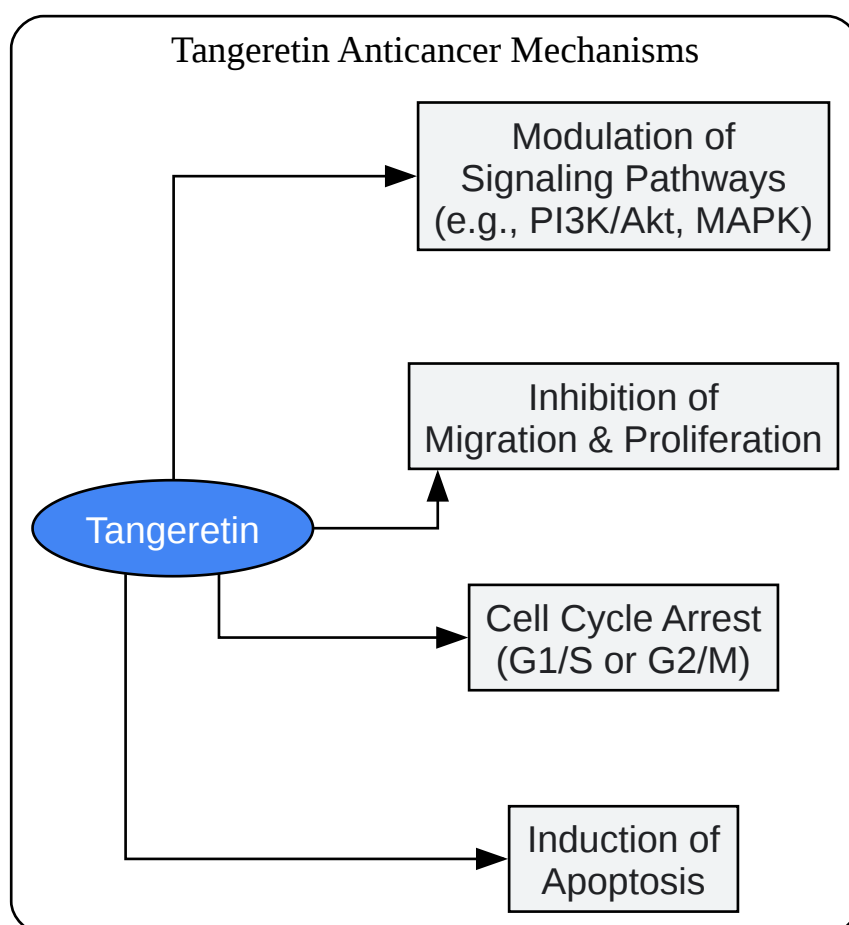 Tangeretin Anticancer Mechanisms
Modulation of
Signaling Pathways
(e.g., PI3K/Akt, MAPK)
Inhibition of
Migration & Proliferation
Tangeretin
Cell Cycle Arrest
(G1/S or G2/M)
Induction of
Apoptosis